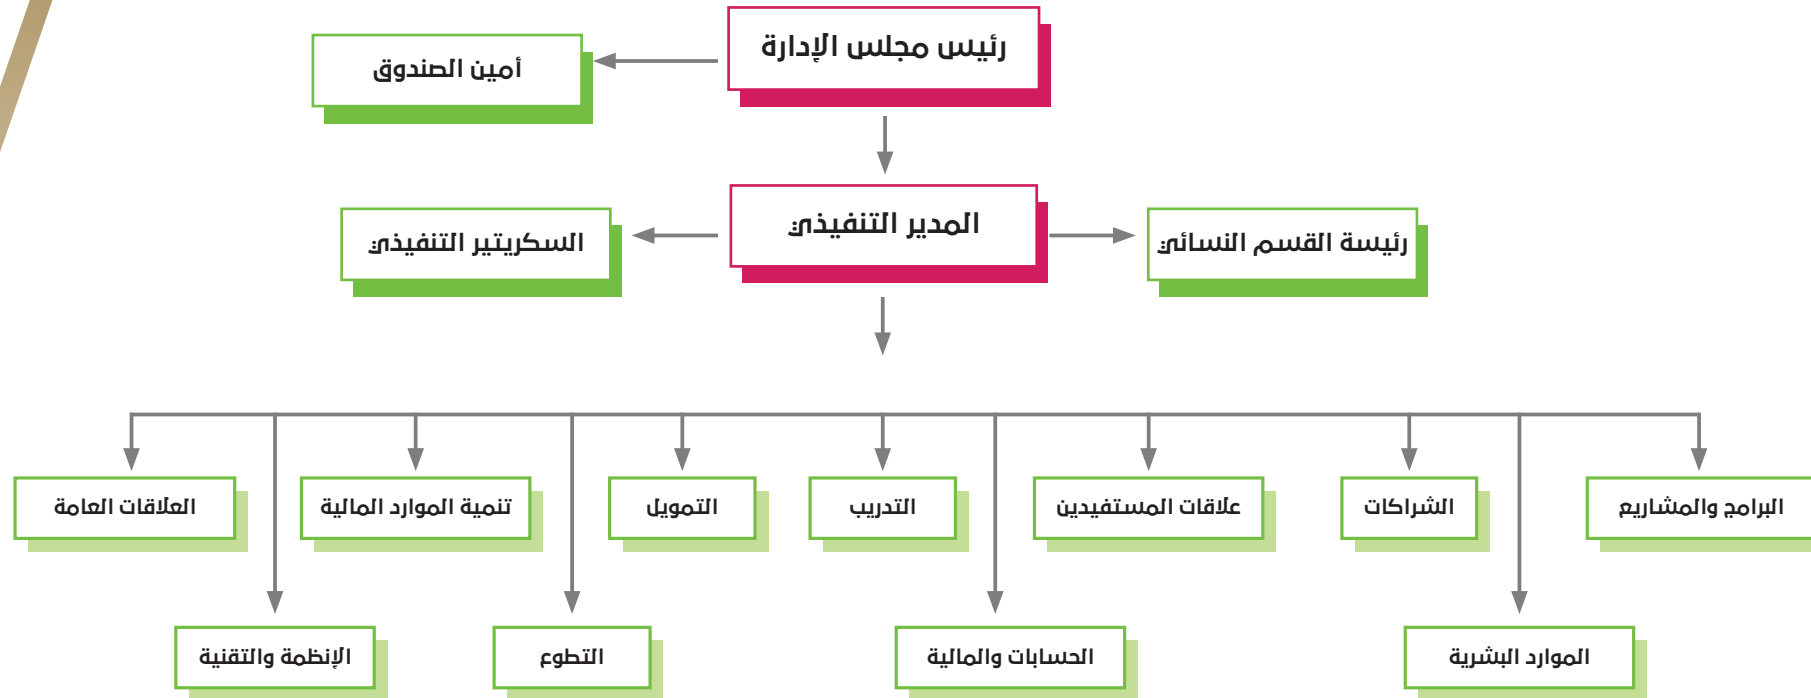 رئيس مجلس الإدارة
أمين الصندوق
رئيسة القسم النسائي
المدير التنفيذي
السكريتير التنفيذي
البرامج والمشاريع
الشراكات
علاقات المستفيدين
التدريب
التمويل
تنمية الموارد المالية
العلاقات العامة
الموارد البشرية
الحسابات والمالية
التطوع
الإنظمة والتقنية